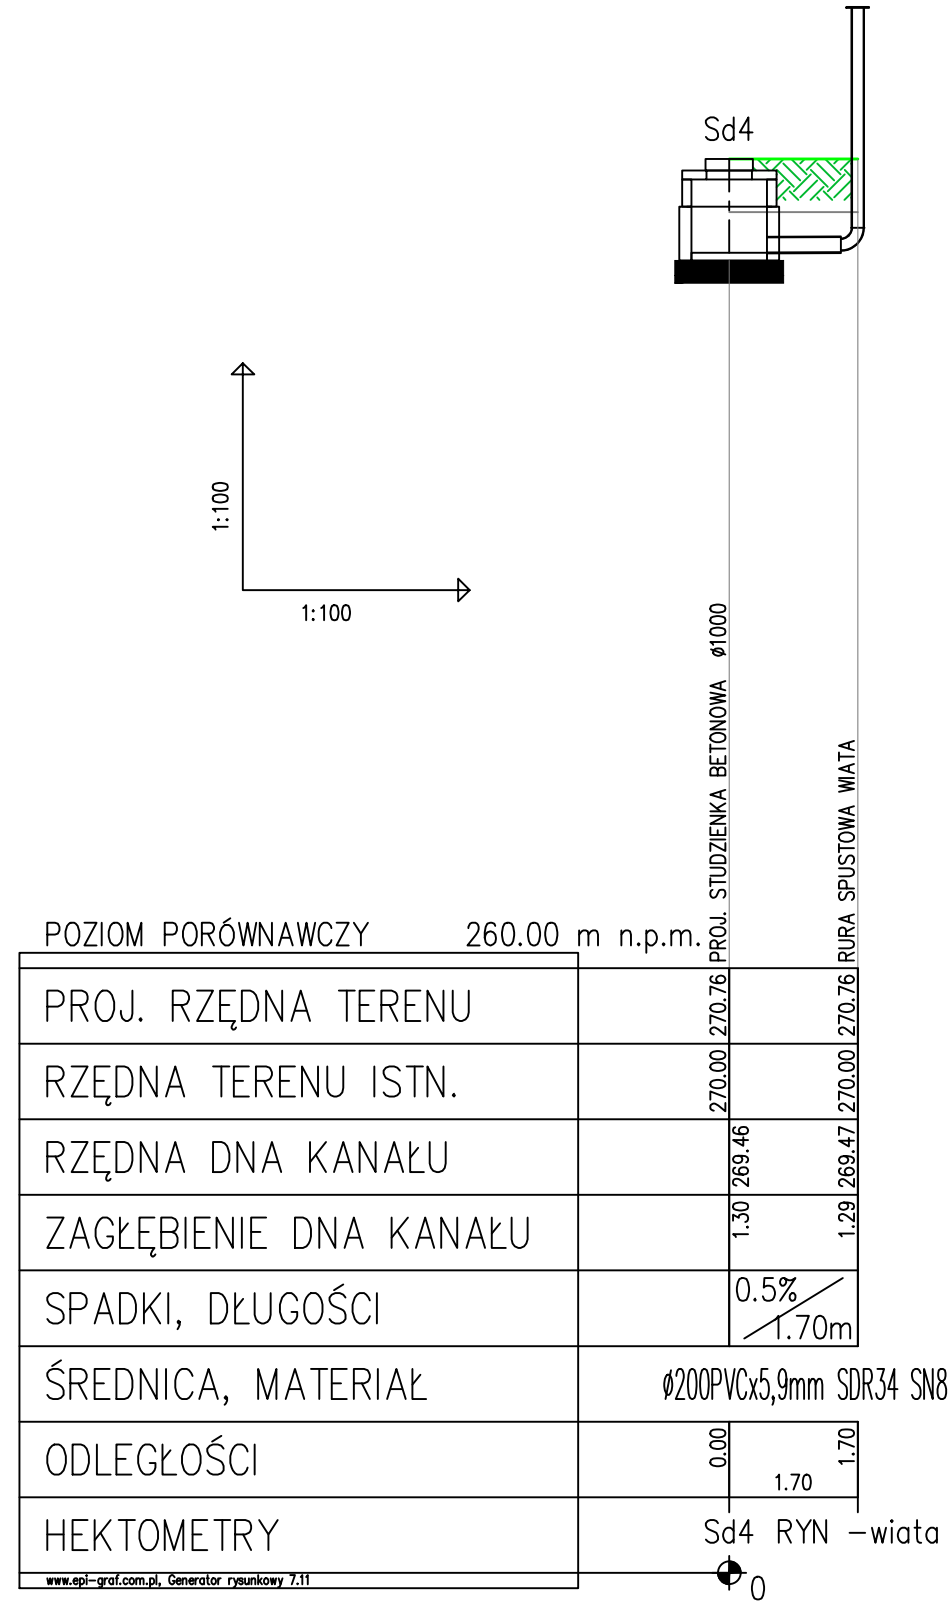 Sd4
1:100
1:100
PROJ. STUDZIENKA BETONOWA ø1000
RURA SPUSTOWA WIATA
POZIOM PORÓWNAWCZY 260.00 m n.p.m.
PROJ. RZĘDNA TERENU 270.76 270.76
RZĘDNA TERENU ISTN. 270.00 270.00
RZĘDNA DNA KANAŁU 269.46 269.47
ZAGŁĘBIENIE DNA KANAŁU 1.30 1.29
SPADKI, DŁUGOŚCI 0.5% 1.70m
ŚREDNICA, MATERIAŁ ø200PVCx5,9mm SDR34 SN8
ODLEGŁOŚCI 0.00 1.70 1.70
HEKTOMETRY Sd4 RYN -wiata
www.epi-graf.com.pl, Generator rysunkowy 7.11
0